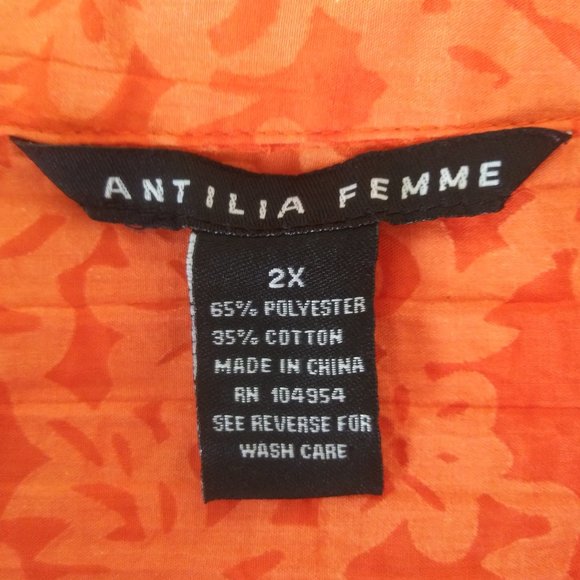 ANTILIA FEMME
2X
65% POLYESTER
35% COTTON
MADE IN CHINA
RN 104954
SEE REVERSE FOR
WASH CARE